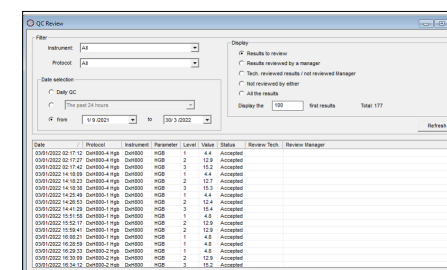 QC Review
Filter
Instrument: All
Protocol: All
Date selection
Daily QC
The past 24 hours
from 1/ 9 /2021 to 30/ 3 /2022
Display
Results to review
Results reviewed by a manager
Tech. reviewed results / not reviewed Manager
Not reviewed by either
All the results
Display the 100 first results Total: 177
Refresh
Date Protocol Instrument Parameter Level Value Status Review Tech. Review Manager
03/01/2022 02:17:12 DxH800-4 Hgb DxH800 HGB 1 4.4 Accepted
03/01/2022 02:17:27 DxH800-4 Hgb DxH800 HGB 2 12.9 Accepted
03/01/2022 02:17:42 DxH800-4 Hgb DxH800 HGB 3 15.2 Accepted
03/01/2022 14:18:09 DxH800-4 Hgb DxH800 HGB 1 4.4 Accepted
03/01/2022 14:18:23 DxH800-4 Hgb DxH800 HGB 2 12.7 Accepted
03/01/2022 14:18:38 DxH800-4 Hgb DxH800 HGB 3 15.3 Accepted
03/01/2022 14:25:49 DxH800-1 Hgb DxH800 HGB 1 4.4 Accepted
03/01/2022 14:26:53 DxH800-1 Hgb DxH800 HGB 2 12.4 Accepted
03/01/2022 14:41:29 DxH800-1 Hgb DxH800 HGB 3 15.4 Accepted
03/01/2022 15:51:58 DxH800-1 Hgb DxH800 HGB 1 4.8 Accepted
03/01/2022 15:52:17 DxH800-1 Hgb DxH800 HGB 2 12.9 Accepted
03/01/2022 15:59:41 DxH800-1 Hgb DxH800 HGB 2 12.9 Accepted
03/01/2022 16:08:21 DxH800-1 Hgb DxH800 HGB 1 4.8 Accepted
03/01/2022 16:28:59 DxH800-1 Hgb DxH800 HGB 1 4.8 Accepted
03/01/2022 16:29:33 DxH800-2 Hgb DxH800 HGB 1 4.8 Accepted
03/01/2022 16:30:09 DxH800-2 Hgb DxH800 HGB 2 12.9 Accepted
03/01/2022 16:34:12 DxH800-2 Hgb DxH800 HGB 3 15.2 Accepted